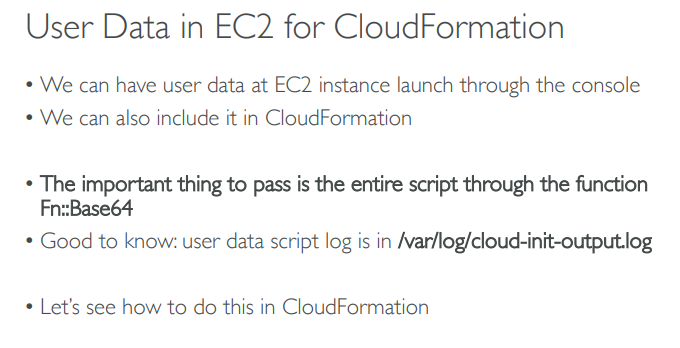 User Data in EC2 for CloudFormation
• We can have user data at EC2 instance launch through the console
• We can also include it in CloudFormation
• The important thing to pass is the entire script through the function
Fn::Base64
• Good to know: user data script log is in /var/log/cloud-init-output.log
• Let’s see how to do this in CloudFormation